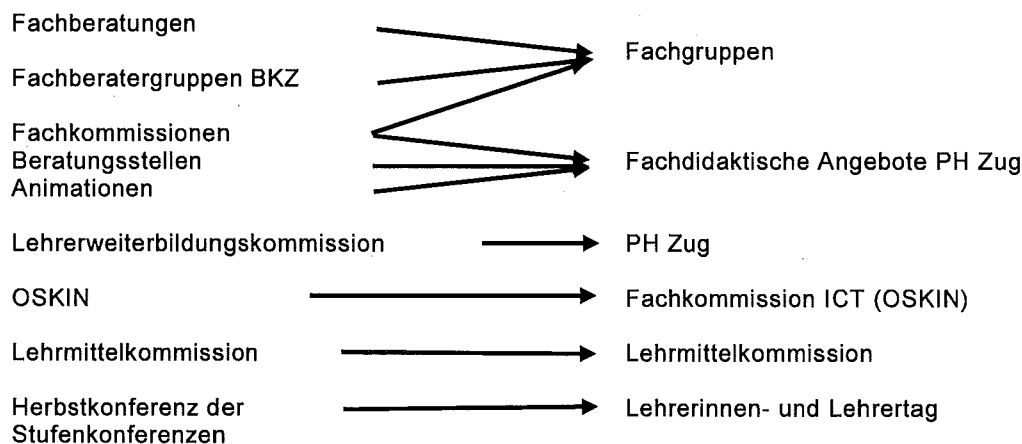 Fachberatungen
Fachgruppen
Fachberatergruppen BKZ
Fachkommissionen
Beratungsstellen
Fachdidaktische Angebote PH Zug
Animationen
Lehrerweiterbildungskommission
PH Zug
OSKIN
Fachkommission ICT (OSKIN)
Lehrmittelkommission
Lehrmittelkommission
Herbstkonferenz der
Stufenkonferenzen
Lehrerinnen- und Lehrertag